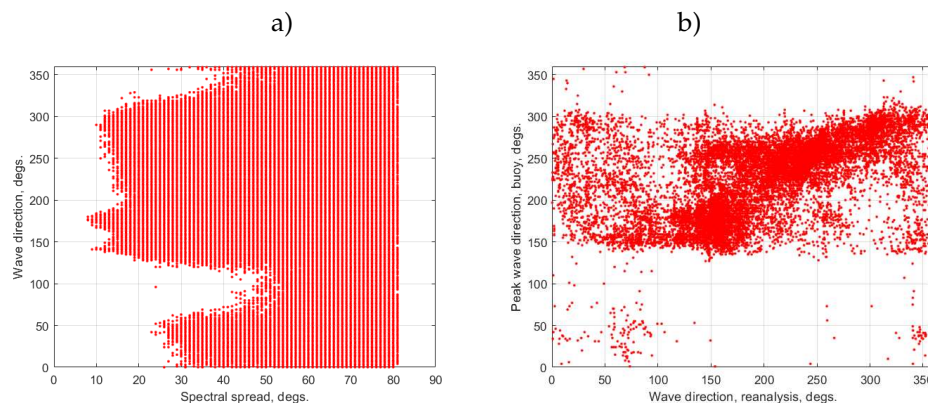 a)
b)
350
300
250
200
150
100
50
0
Wave direction, degs.
0 10 20 30 40 50 60 70 80 90
Spectral spread, degs.
350
300
250
200
150
100
50
0
Peak wave direction, buoy, degs.
0 50 100 150 200 250 300 350
Wave direction, reanalysis, degs.